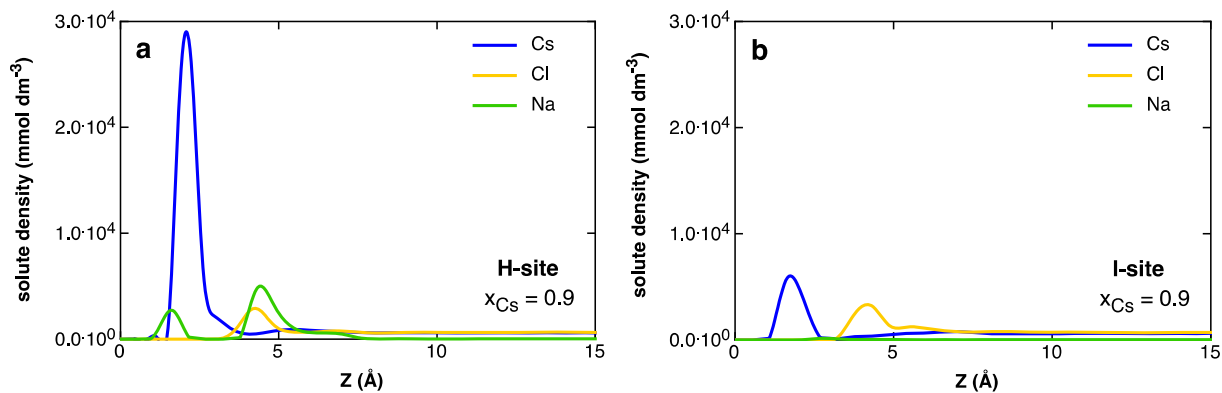 a
Cs
Cl
Na
H-site
x_Cs = 0.9
solute density (mmol dm⁻³)
3.0·10⁴
2.0·10⁴
1.0·10⁴
0.0·10⁰
0 5 10 15
Z (Å)
b
Cs
Cl
Na
I-site
x_Cs = 0.9
solute density (mmol dm⁻³)
3.0·10⁴
2.0·10⁴
1.0·10⁴
0.0·10⁰
0 5 10 15
Z (Å)